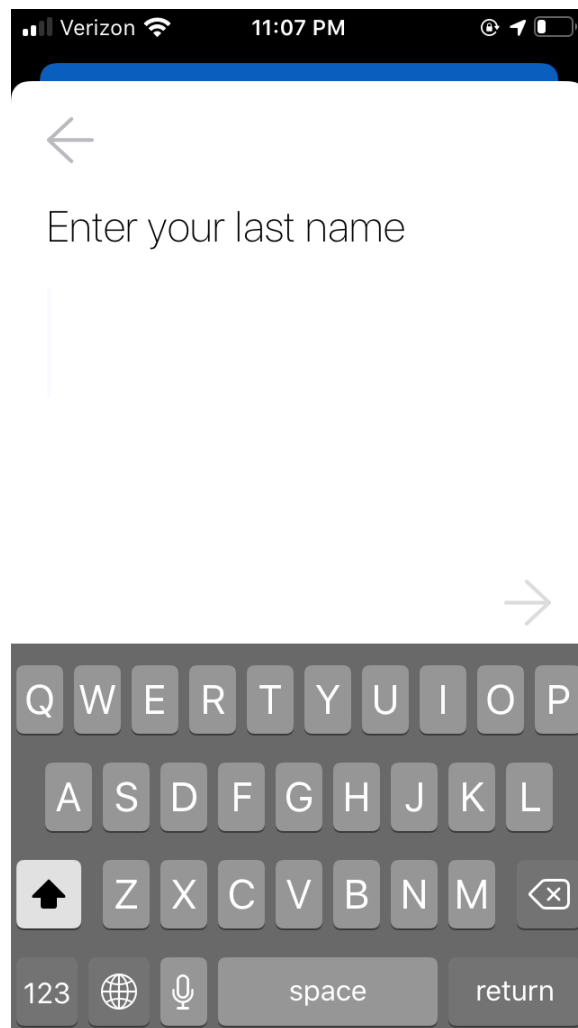 Verizon 11:07 PM
Enter your last name
Q W E R T Y U I O P
A S D F G H J K L
Z X C V B N M
123 space return